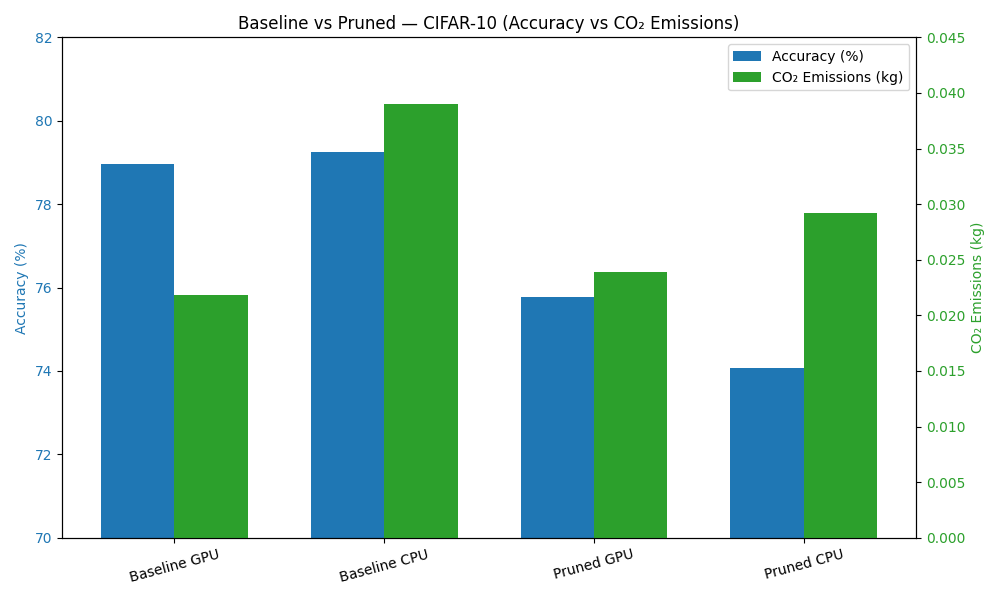 Baseline vs Pruned — CIFAR-10 (Accuracy vs CO₂ Emissions)
Accuracy (%)
CO₂ Emissions (kg)
82
80
78
76
74
72
70
Accuracy (%)
0.045
0.040
0.035
0.030
0.025
0.020
0.015
0.010
0.005
0.000
CO₂ Emissions (kg)
Baseline GPU
Baseline CPU
Pruned GPU
Pruned CPU